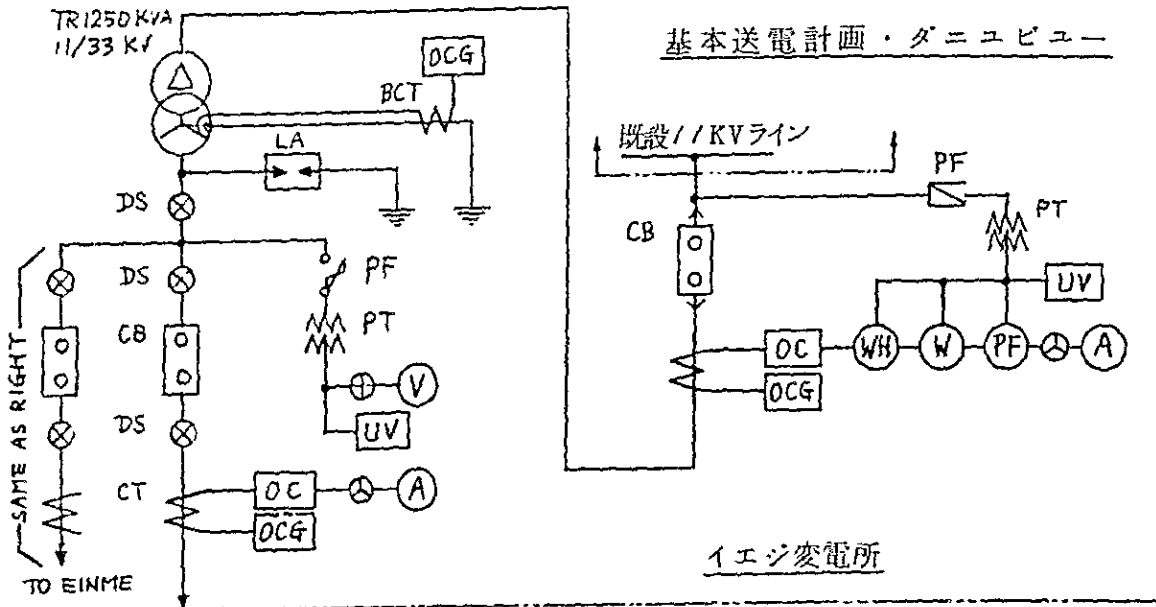 TR1250KVA
11/33 KV
基本送電計画・ダニユビユー
OCG
BCT
LA
既設11KVライン
PF
PT
DS
CB
UV
DS
PF
CB
PT
OC
WH
W
PF
A
OCG
V
DS
UV
SAME AS RIGHT
CT
OC
A
OCG
TO EINME
イエジ変電所